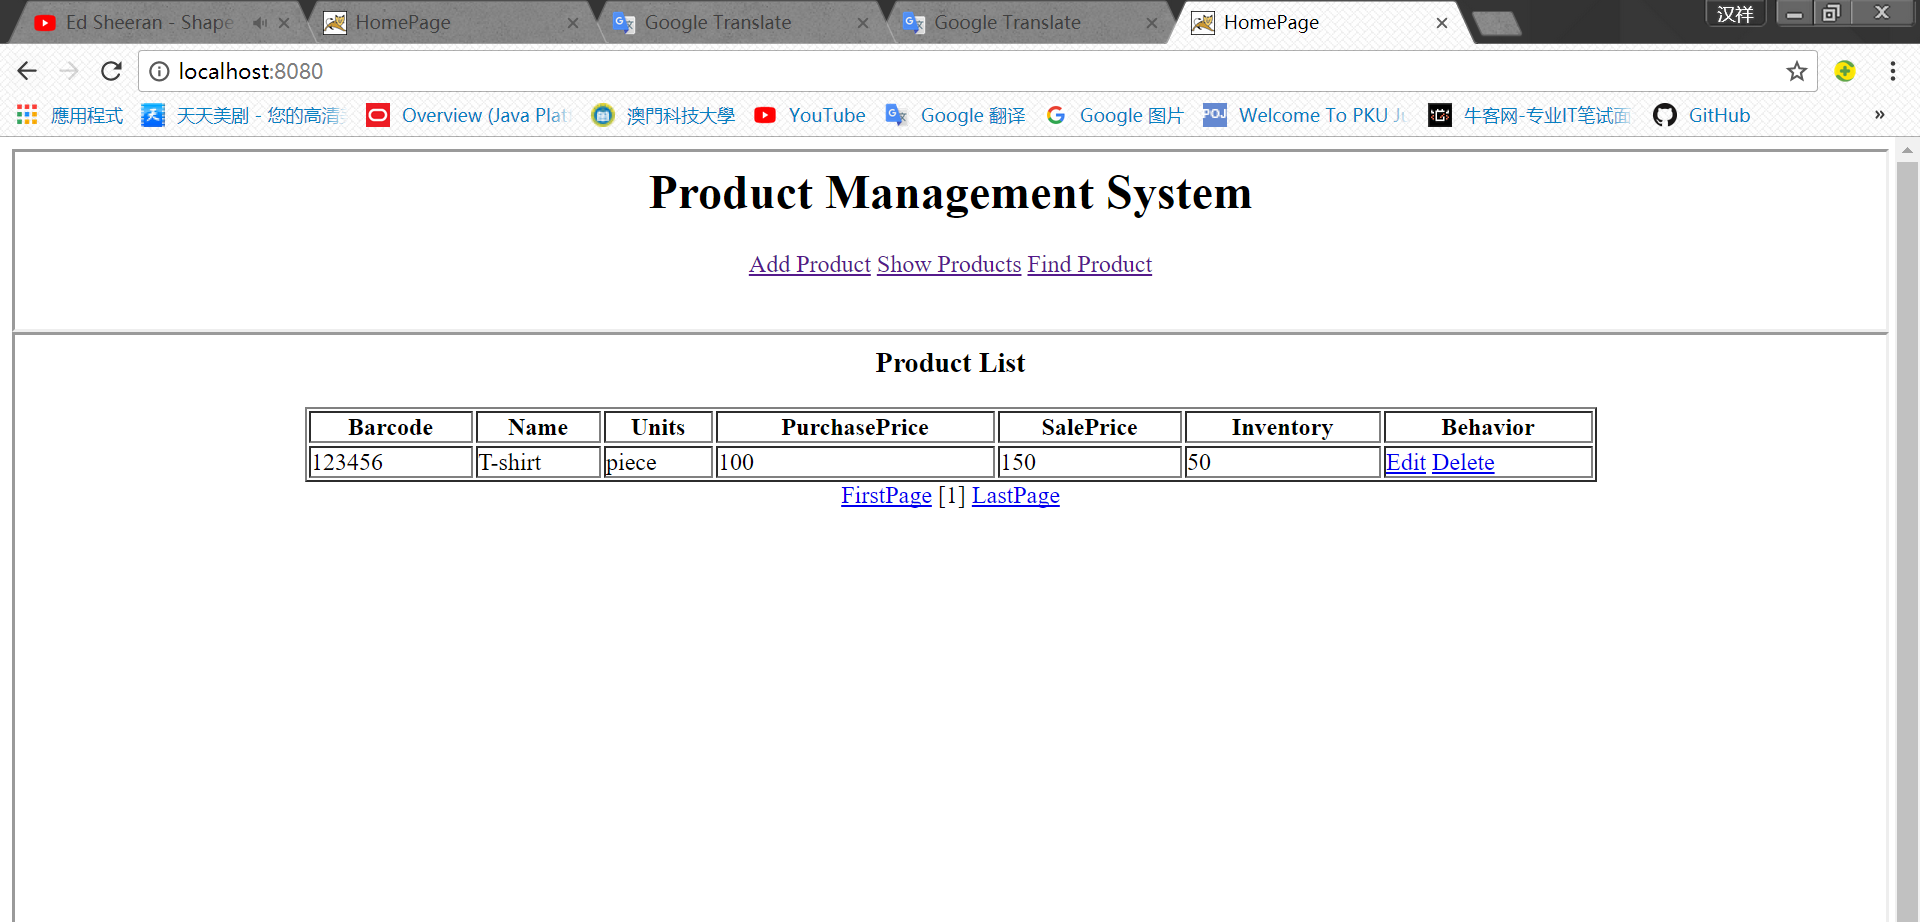 Ed Sheeran - Shape HomePage Google Translate Google Translate HomePage 汉祥
localhost:8080
應用程式 天天美剧 - 您的高清 Overview (Java Plat 澳門科技大學 YouTube Google 翻译 Google 图片 POJ Welcome To PKU Ju 牛客网-专业IT笔试面 GitHub »
Product Management System
Add Product Show Products Find Product
Product List
Barcode Name Units PurchasePrice SalePrice Inventory Behavior
123456 T-shirt piece 100 150 50 Edit Delete
FirstPage [1] LastPage